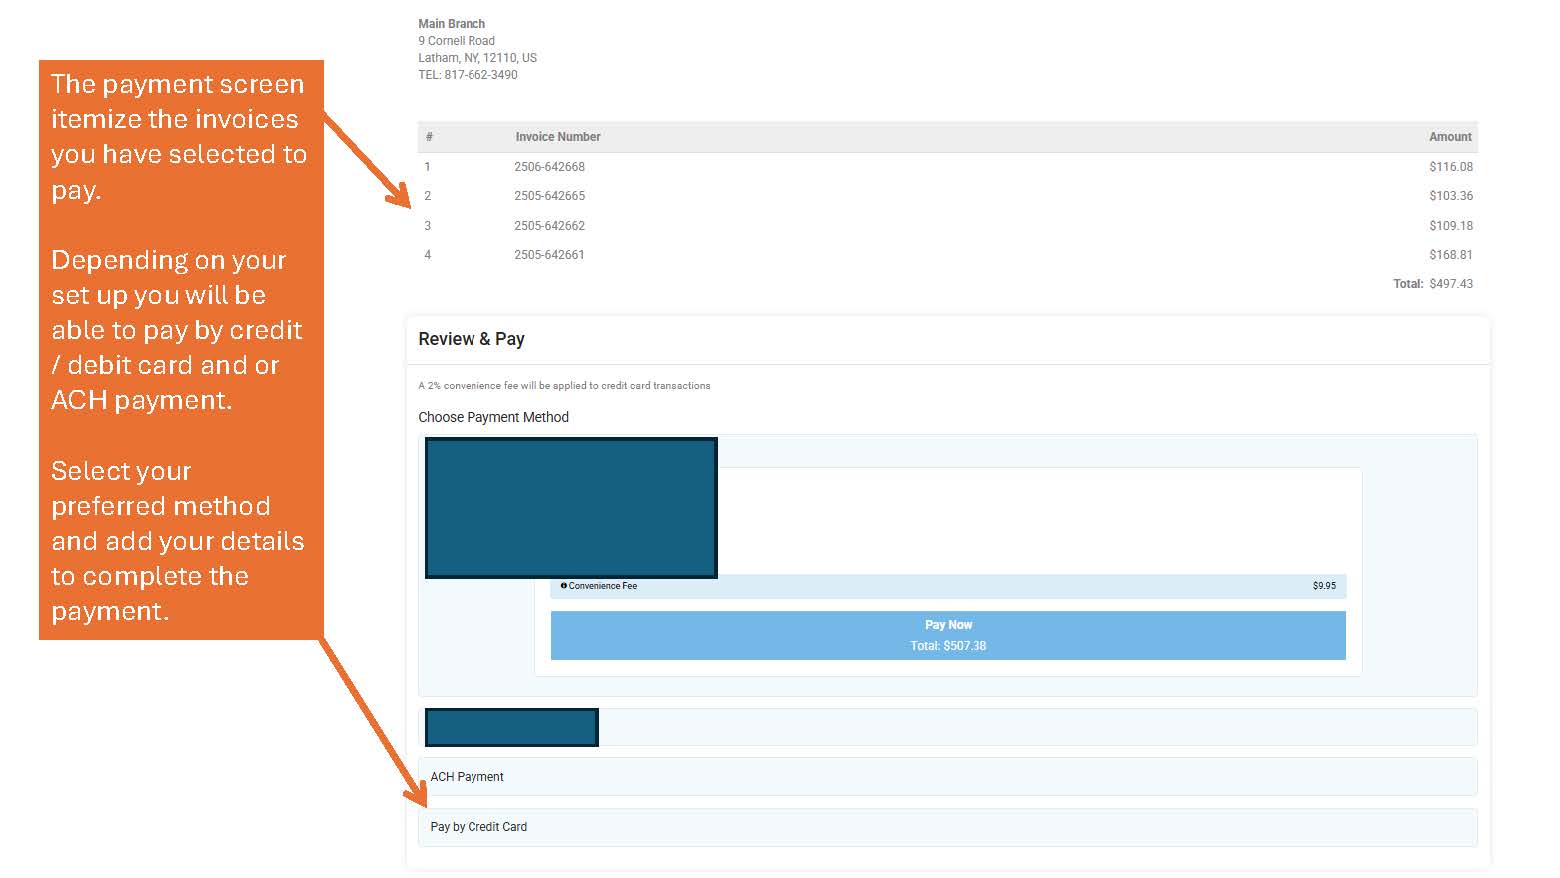 The payment screen
itemize the invoices
you have selected to
pay.
Depending on your
set up you will be
able to pay by credit
/ debit card and or
ACH payment.
Select your
preferred method
and add your details
to complete the
payment.
Main Branch
9 Cornell Road
Latham, NY, 12110, US
TEL: 817-662-3490
# Invoice Number Amount
1 2506-642668 $116.08
2 2505-642665 $103.36
3 2505-642662 $109.18
4 2505-642661 $168.81
Total: $497.43
Review & Pay
A 2% convenience fee will be applied to credit card transactions
Choose Payment Method
Convenience Fee $9.95
Pay Now
Total: $507.38
ACH Payment
Pay by Credit Card